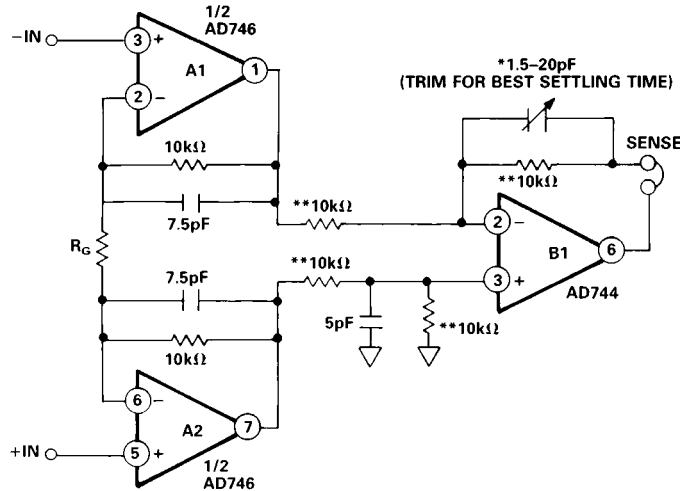 1/2
AD746
−IN
3
+
A1
1
2
−
*1.5–20pF
(TRIM FOR BEST SETTLING TIME)
SENSE
10kΩ
**10kΩ
7.5pF
**10kΩ
2
−
B1
6
RG
7.5pF
**10kΩ
3
+
AD744
5pF
**10kΩ
10kΩ
6
−
A2
7
+IN
5
+
1/2
AD746